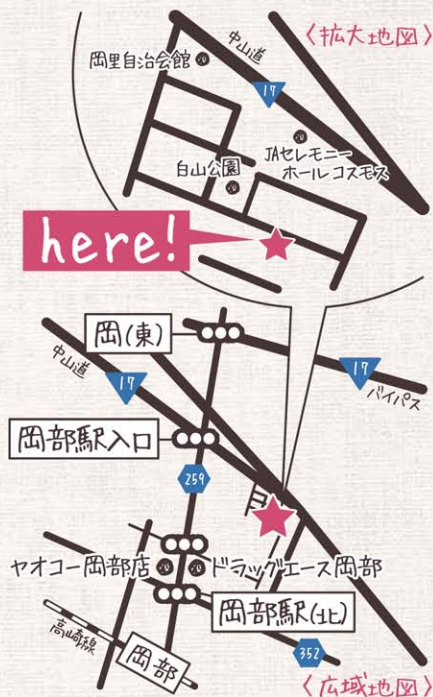 〈拡大地図〉
中山道
岡里自治会館
17
JAセレモニー
ホールコスモス
白山公園
here!
岡(東)
中山道
17
17
バイパス
岡部駅入口
259
ヤオコー岡部店
ドラッグエース岡部
岡部駅(北)
高崎線
岡部
352
〈広域地図〉